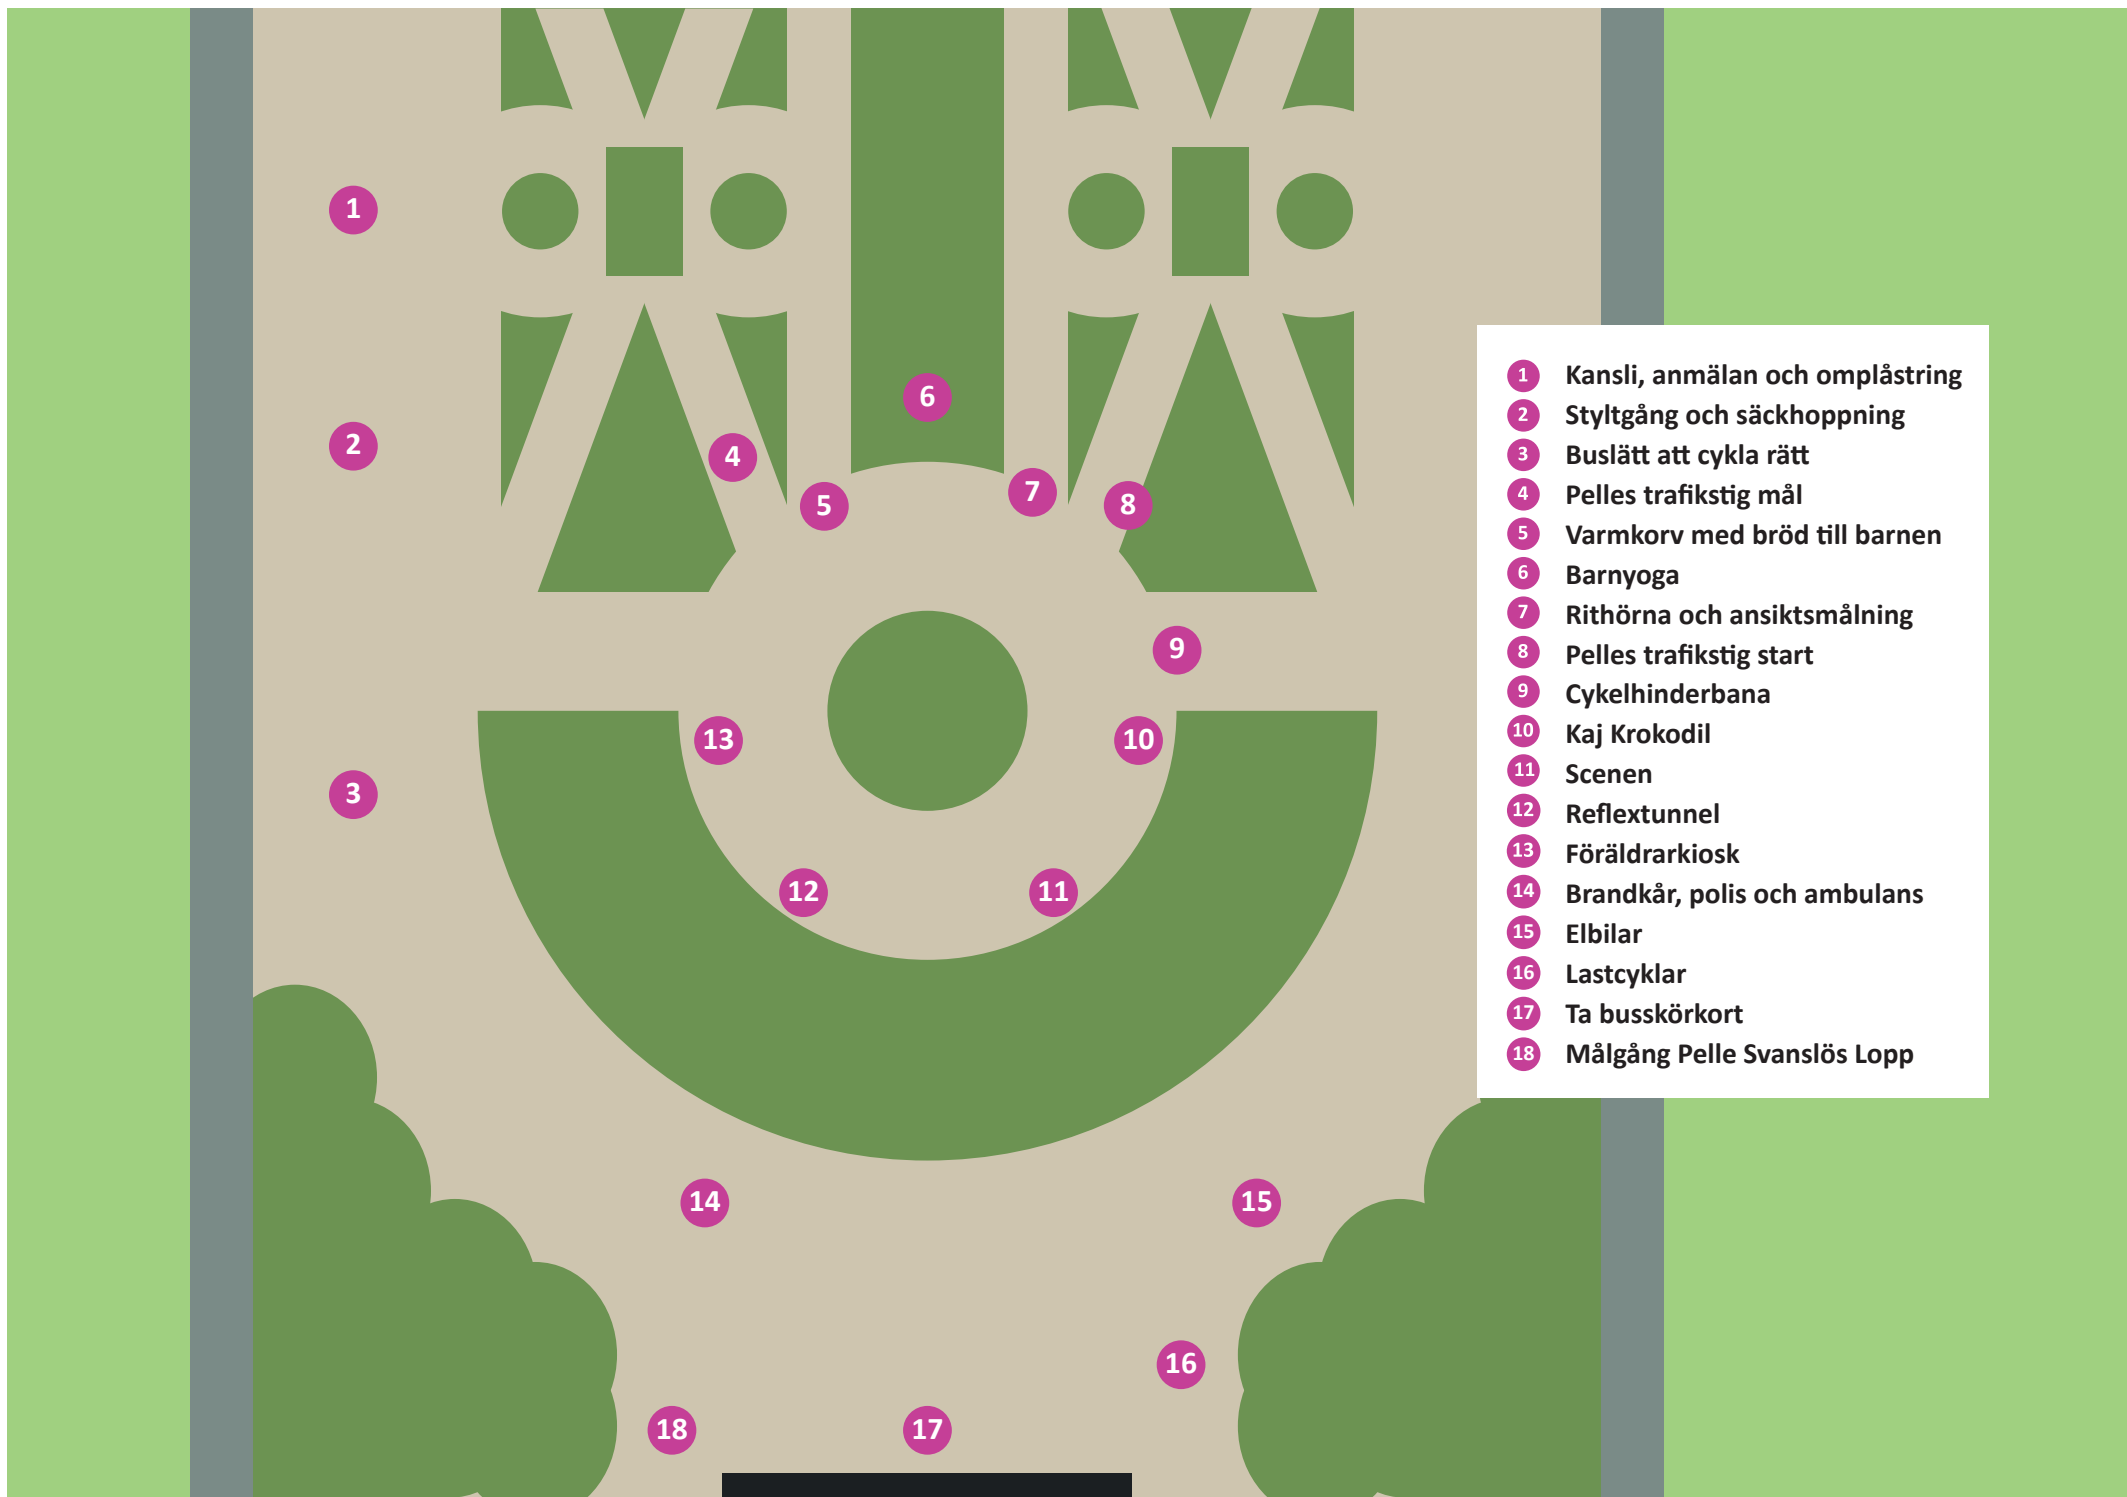 1
2
3
4
5
6
7
8
9
10
11
12
13
14
15
16
17
18
1 Kansli, anmälan och omplåstring
2 Styltgång och säckhoppning
3 Buslätt att cykla rätt
4 Pelles trafikstig mål
5 Varmkorv med bröd till barnen
6 Barnyoga
7 Rithörna och ansiktsmålning
8 Pelles trafikstig start
9 Cykelhinderbana
10 Kaj Krokodil
11 Scenen
12 Reflextunnel
13 Föräldrarkiosk
14 Brandkår, polis och ambulans
15 Elbilar
16 Lastcyklar
17 Ta busskörkort
18 Målgång Pelle Svanslös Lopp